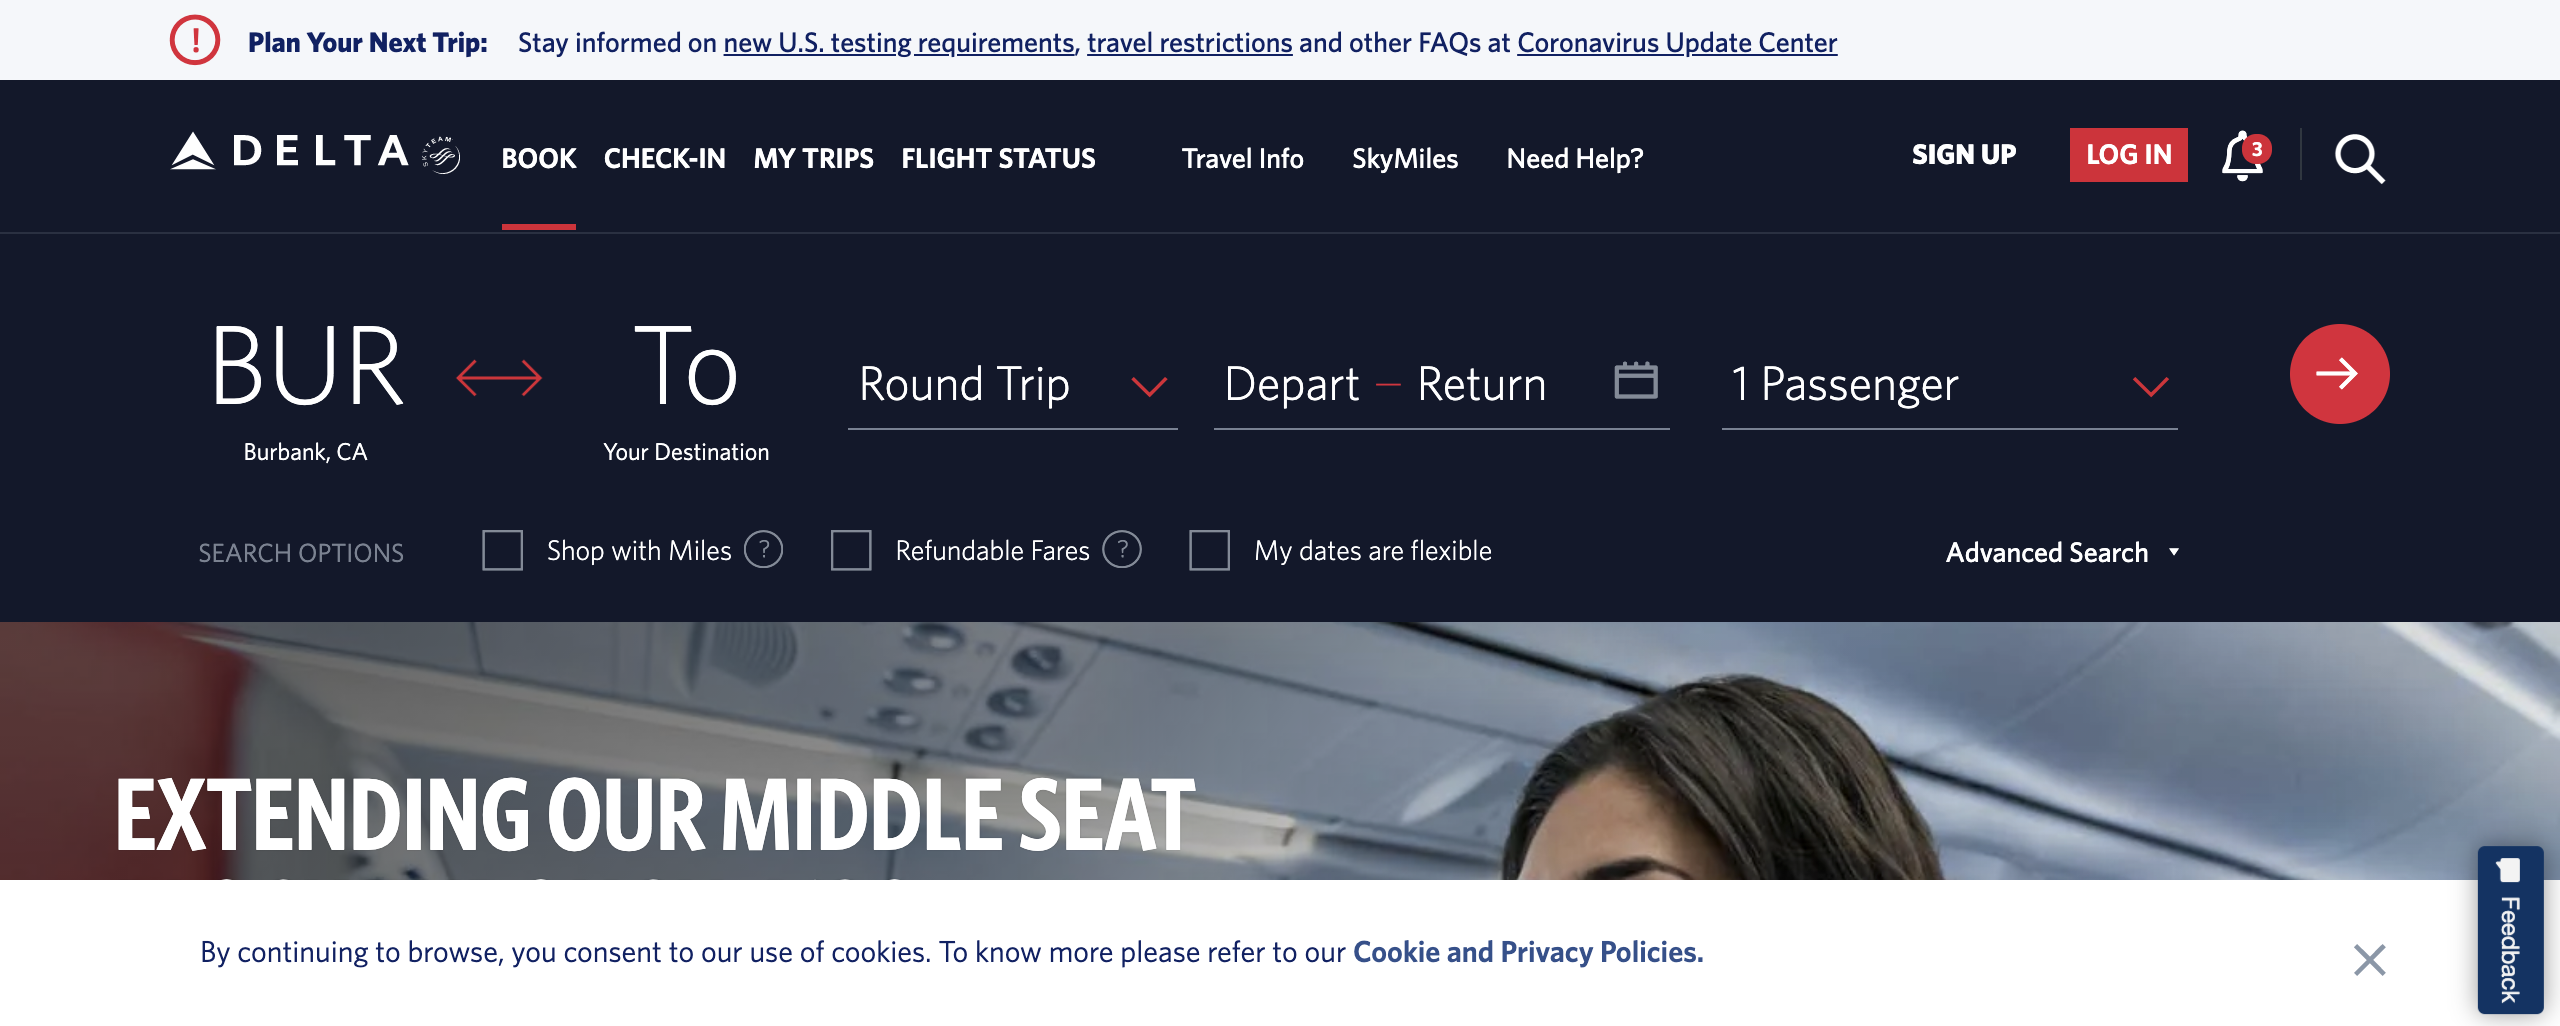 Plan Your Next Trip: Stay informed on new U.S. testing requirements, travel restrictions and other FAQs at Coronavirus Update Center
DELTA SKYTEAM BOOK CHECK-IN MY TRIPS FLIGHT STATUS Travel Info SkyMiles Need Help? SIGN UP LOG IN 3
BUR To Round Trip Depart – Return 1 Passenger
Burbank, CA Your Destination
SEARCH OPTIONS Shop with Miles ? Refundable Fares ? My dates are flexible Advanced Search
EXTENDING OUR MIDDLE SEAT
By continuing to browse, you consent to our use of cookies. To know more please refer to our Cookie and Privacy Policies.
Feedback